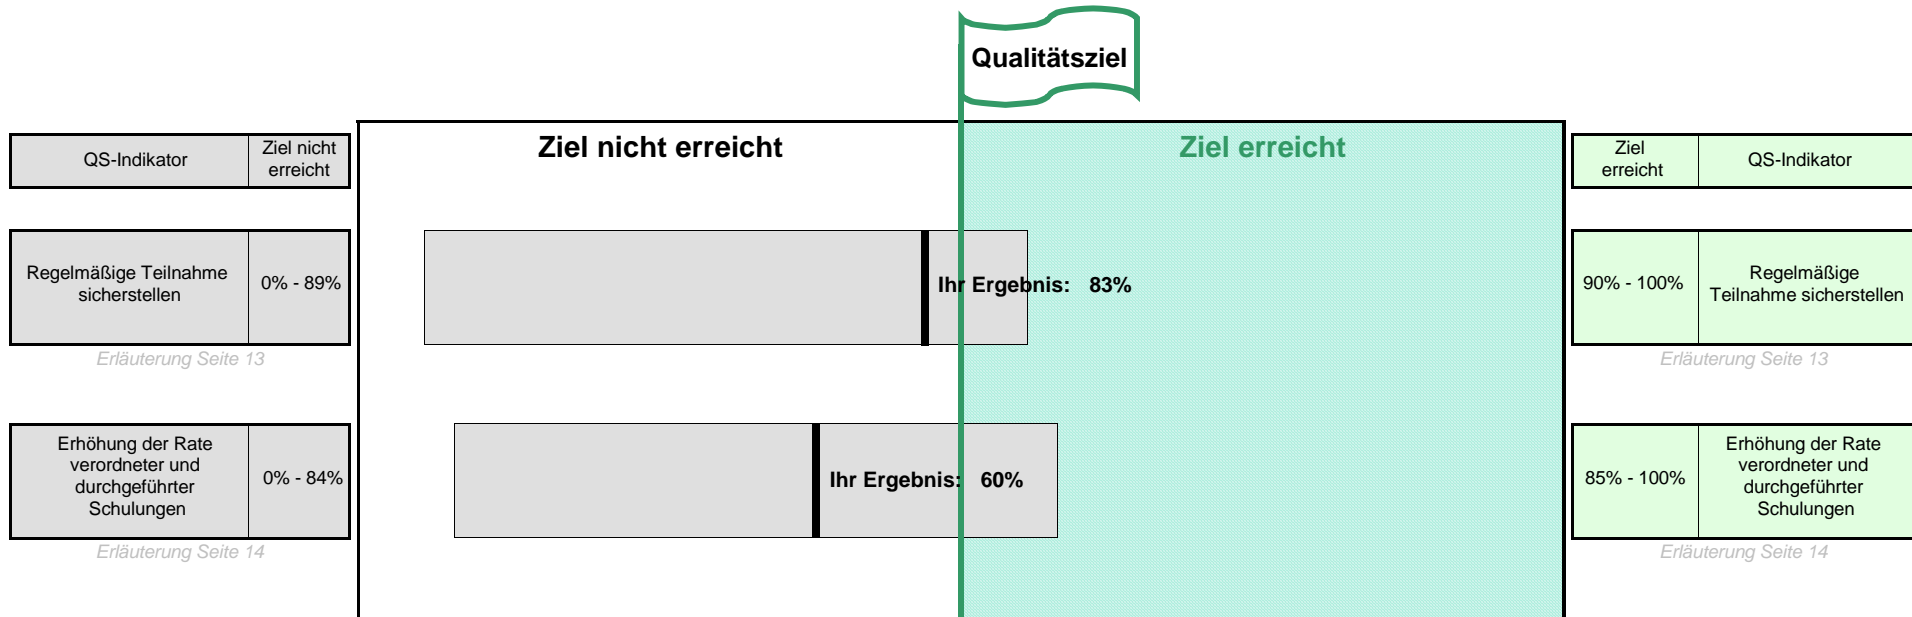 Qualitätsziel
QS-Indikator
Ziel nicht
erreicht
Ziel nicht erreicht
Ziel erreicht
Ziel
erreicht
QS-Indikator
Regelmäßige Teilnahme
sicherstellen
0% - 89%
Ihr Ergebnis: 83%
90% - 100%
Regelmäßige
Teilnahme sicherstellen
Erläuterung Seite 13
Erläuterung Seite 13
Erhöhung der Rate
verordneter und
durchgeführter
Schulungen
0% - 84%
Ihr Ergebnis: 60%
85% - 100%
Erhöhung der Rate
verordneter und
durchgeführter
Schulungen
Erläuterung Seite 14
Erläuterung Seite 14